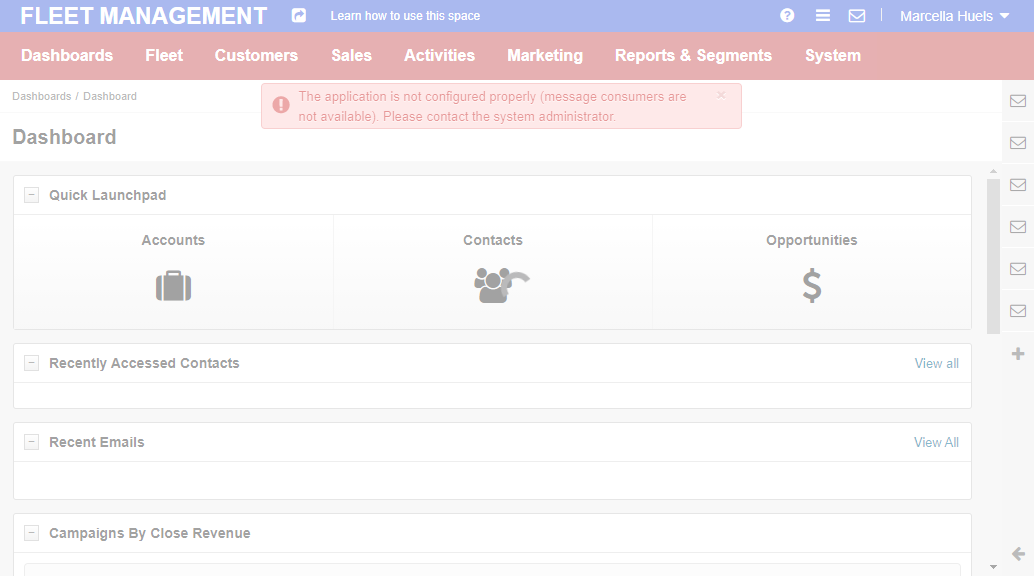 FLEET MANAGEMENT
Learn how to use this space
Marcella Huels
Dashboards
Fleet
Customers
Sales
Activities
Marketing
Reports & Segments
System
Dashboards / Dashboard
The application is not configured properly (message consumers are
not available). Please contact the system administrator.
Dashboard
Quick Launchpad
Accounts
Contacts
Opportunities
Recently Accessed Contacts
View all
Recent Emails
View All
Campaigns By Close Revenue